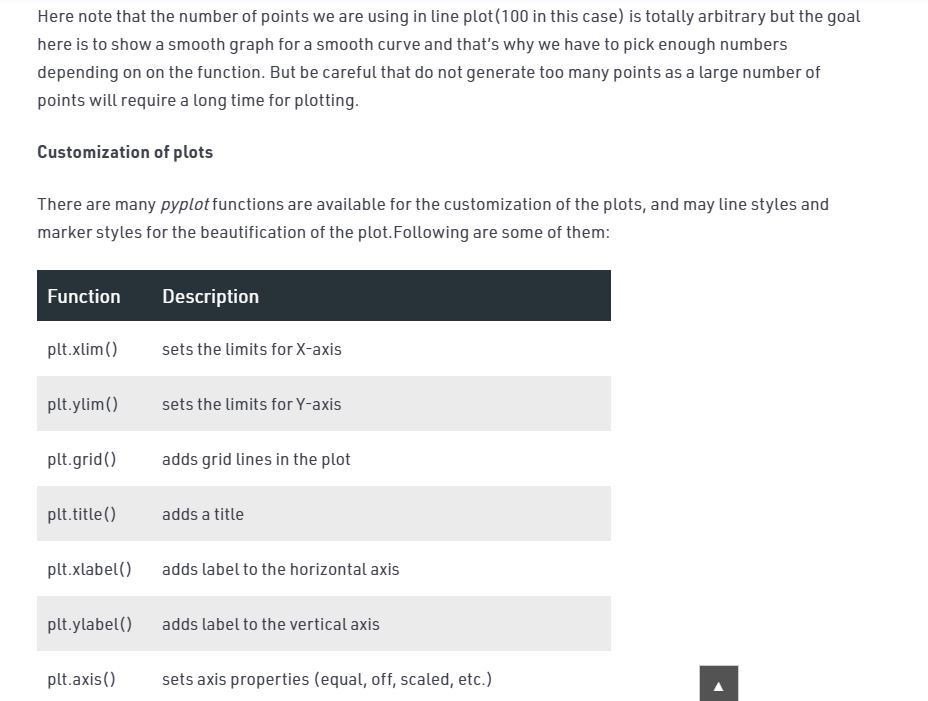 Here note that the number of points we are using in line plot(100 in this case) is totally arbitrary but the goal
here is to show a smooth graph for a smooth curve and that's why we have to pick enough numbers
depending on on the function. But be careful that do not generate too many points as a large number of
points will require a long time for plotting.
Customization of plots
There are many pyplot functions are available for the customization of the plots, and may line styles and
marker styles for the beautification of the plot.Following are some of them:
Function Description
plt.xlim() sets the limits for X-axis
plt.ylim() sets the limits for Y-axis
plt.grid() adds grid lines in the plot
plt.title() adds a title
plt.xlabel() adds label to the horizontal axis
plt.ylabel() adds label to the vertical axis
plt.axis() sets axis properties (equal, off, scaled, etc.)